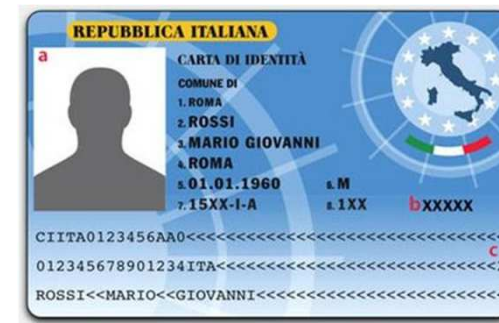 REPUBBLICA ITALIANA
a
CARTA DI IDENTITÀ
COMUNE DI
1. ROMA
2. ROSSI
3. MARIO GIOVANNI
4. ROMA
5. 01.01.1960 6. M
7. 15XX-I-A 8. 1XX bXXXXX
CIITA0123456AA0<<<<<<<<<<<<<<<<<<<<<<<<<<<<<
c
012345678901234ITA<<<<<<<<<<<<<<<<<<<<<<<<<<
ROSSI<<MARIO<<GIOVANNI<<<<<<<<<<<<<<<<<<<<<<